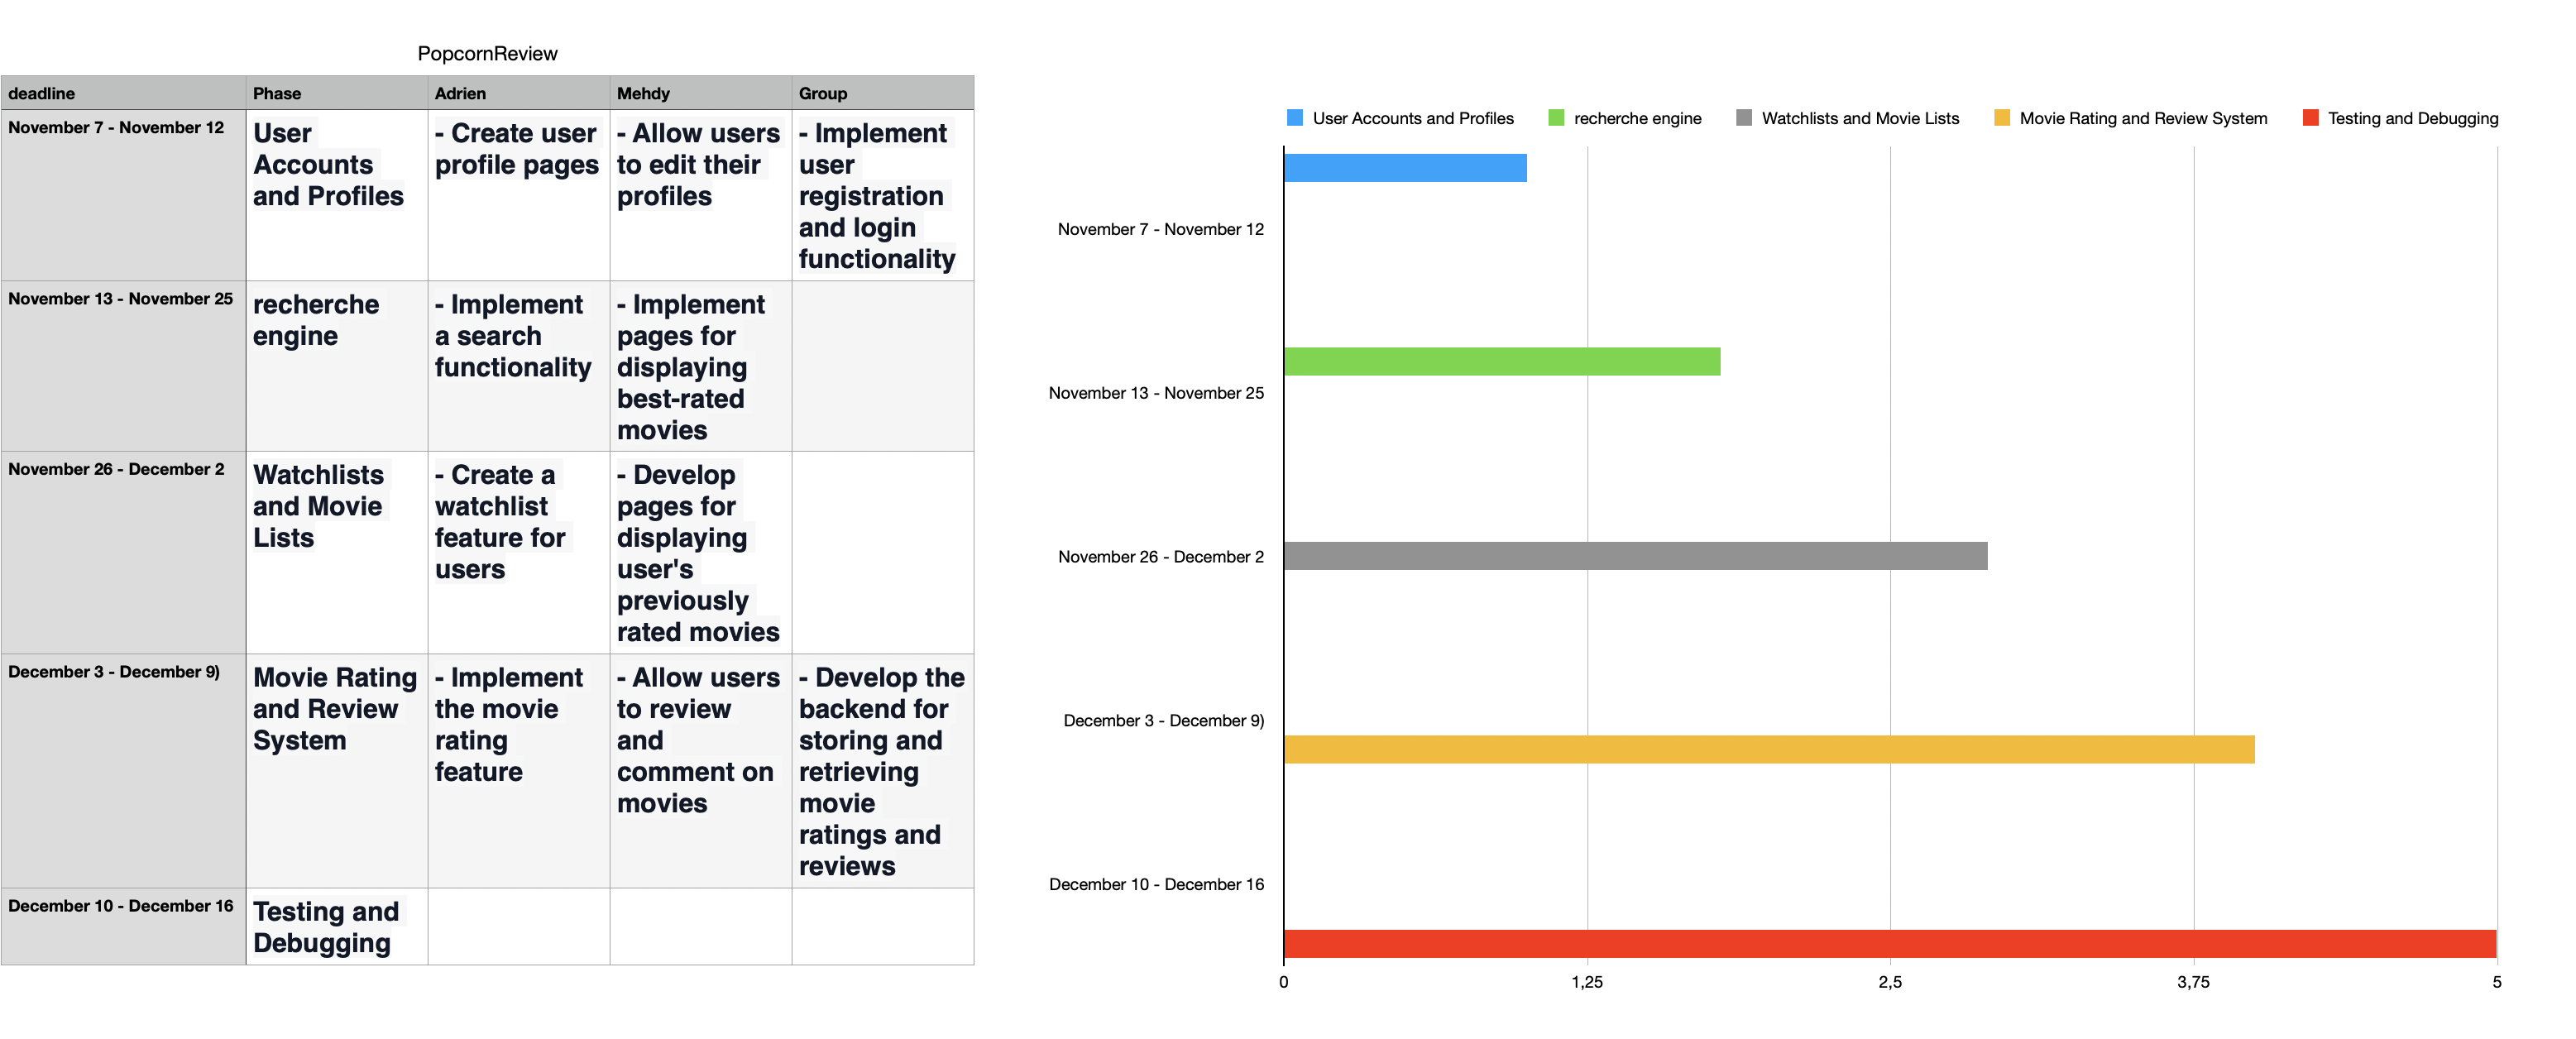 PopcornReview
deadline
Phase
Adrien
Mehdy
Group
November 7 - November 12
User
Accounts
and Profiles
- Create user
profile pages
- Allow users
to edit their
profiles
- Implement
user
registration
and login
functionality
November 13 - November 25
recherche
engine
- Implement
a search
functionality
- Implement
pages for
displaying
best-rated
movies
November 26 - December 2
Watchlists
and Movie
Lists
- Create a
watchlist
feature for
users
- Develop
pages for
displaying
user's
previously
rated movies
December 3 - December 9)
Movie Rating
and Review
System
- Implement
the movie
rating
feature
- Allow users
to review
and
comment on
movies
- Develop the
backend for
storing and
retrieving
movie
ratings and
reviews
December 10 - December 16
Testing and
Debugging
User Accounts and Profiles
recherche engine
Watchlists and Movie Lists
Movie Rating and Review System
Testing and Debugging
November 7 - November 12
November 13 - November 25
November 26 - December 2
December 3 - December 9)
December 10 - December 16
0
1,25
2,5
3,75
5